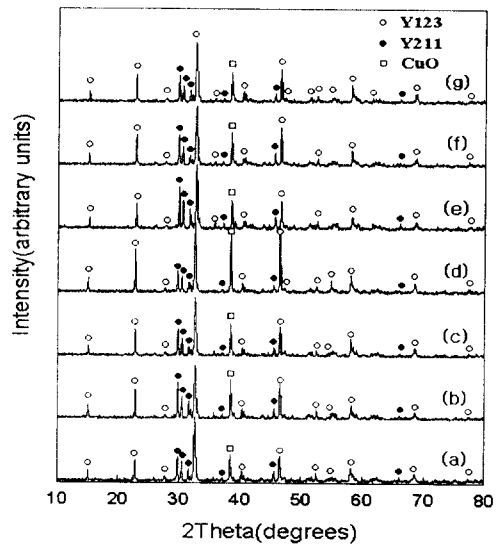 ○ Y123
● Y211
□ CuO
(g)
(f)
(e)
(d)
(c)
(b)
(a)
Intensity(arbitrary units)
10 20 30 40 50 60 70 80
2Theta(degrees)